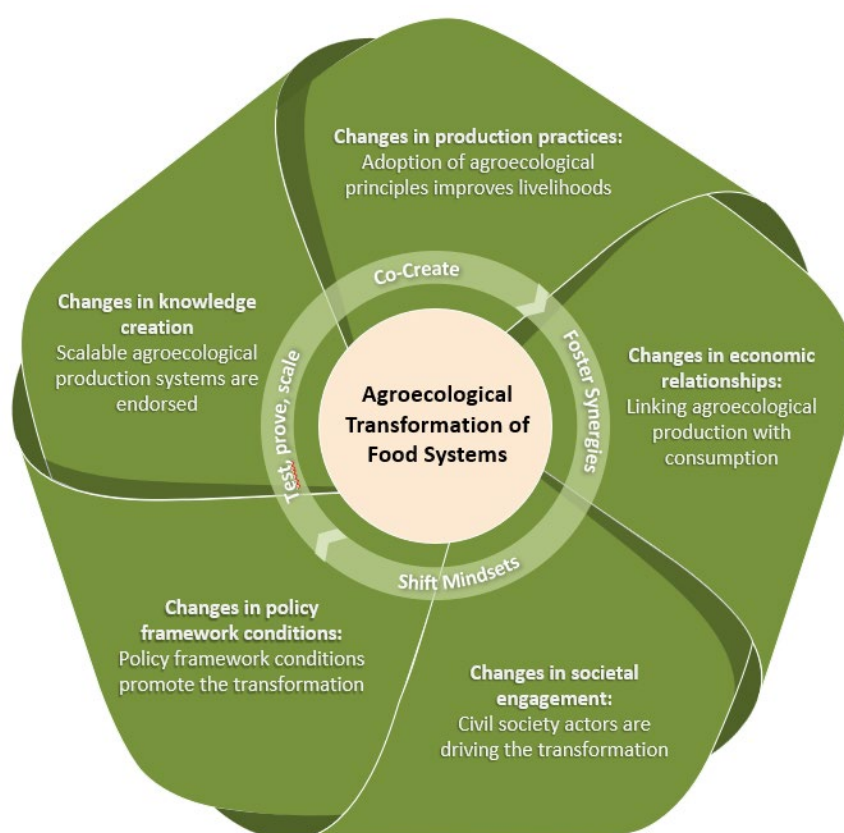 Changes in production practices:
Adoption of agroecological
principles improves livelihoods
Changes in economic
relationships:
Linking agroecological
production with
consumption
Changes in societal
engagement:
Civil society actors are
driving the transformation
Changes in policy
framework conditions:
Policy framework conditions
promote the transformation
Changes in knowledge
creation
Scalable agroecological
production systems are
endorsed
Co-Create
Foster Synergies
Shift Mindsets
Test, prove, scale
Agroecological
Transformation of
Food Systems